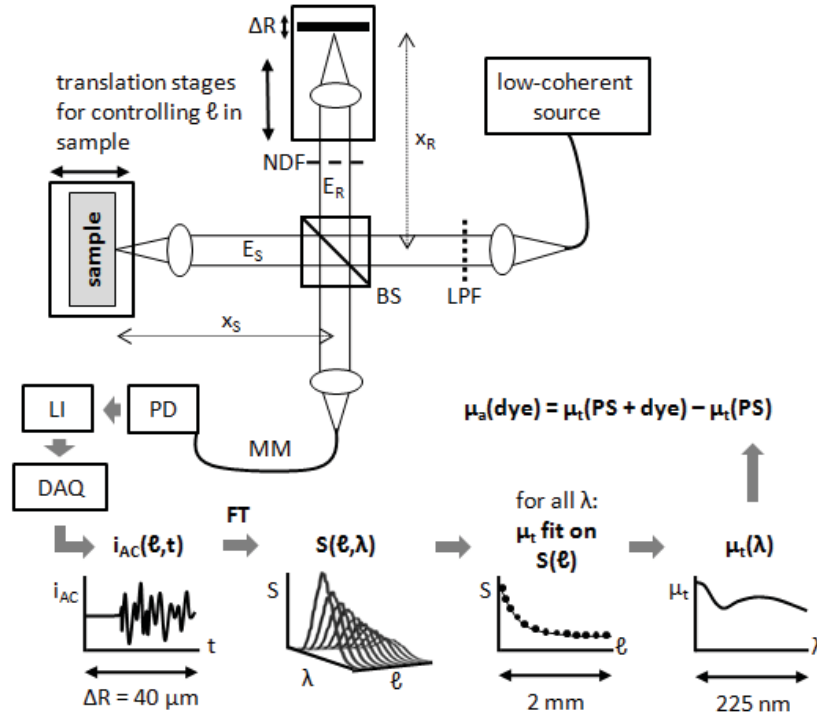 ΔR
translation stages
for controlling ℓ in
sample
low-coherent
source
x_R
NDF
E_R
sample
E_S
BS
LPF
x_S
LI
PD
MM
DAQ
μ_a(dye) = μ_t(PS + dye) – μ_t(PS)
i_AC(ℓ,t)
FT
S(ℓ,λ)
for all λ:
μ_t fit on
S(ℓ)
μ_t(λ)
i_AC
t
ΔR = 40 μm
S
λ
ℓ
S
ℓ
2 mm
μ_t
λ
225 nm